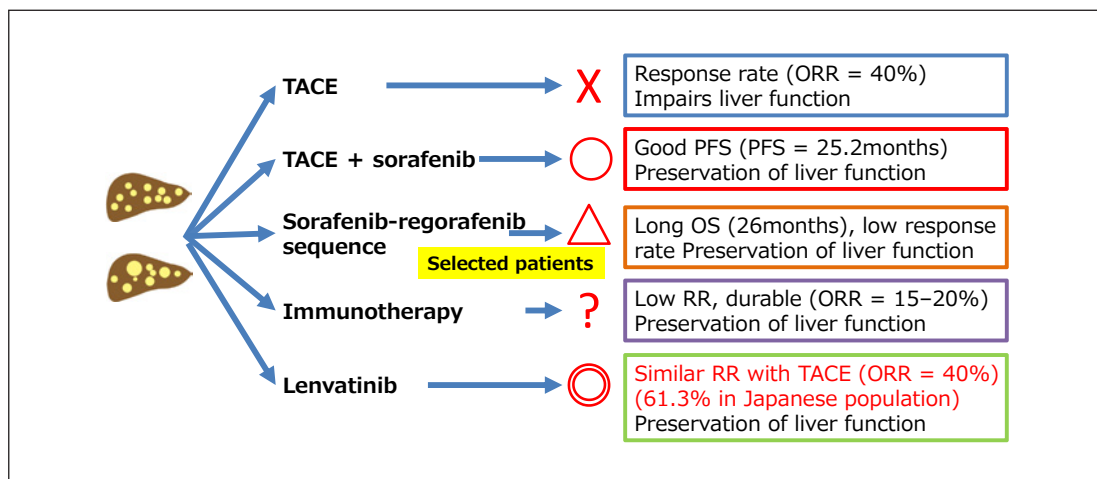 TACE
X
Response rate (ORR = 40%)
Impairs liver function
TACE + sorafenib
Good PFS (PFS = 25.2months)
Preservation of liver function
Sorafenib-regorafenib
sequence
Selected patients
Long OS (26months), low response
rate Preservation of liver function
Immunotherapy
?
Low RR, durable (ORR = 15–20%)
Preservation of liver function
Lenvatinib
Similar RR with TACE (ORR = 40%)
(61.3% in Japanese population)
Preservation of liver function